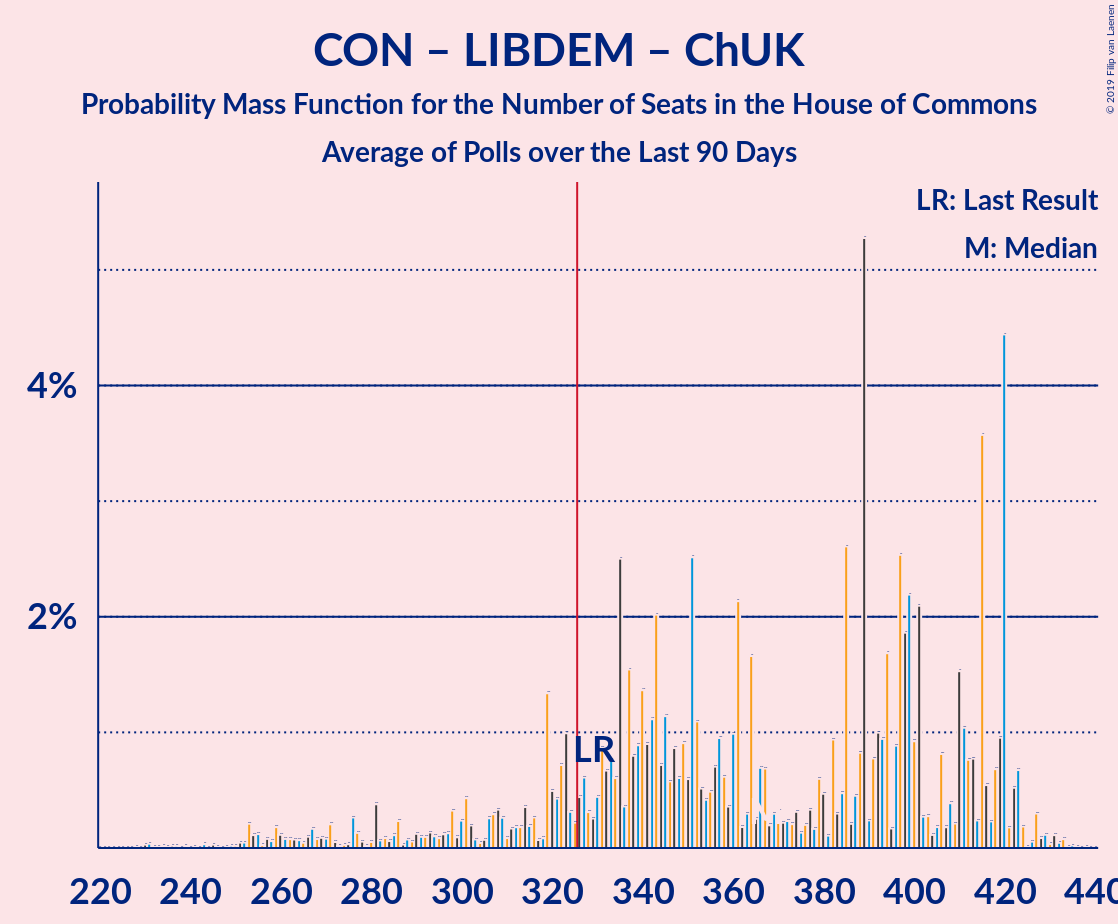 CON – LIBDEM – ChUK
Probability Mass Function for the Number of Seats in the House of Commons
Average of Polls over the Last 90 Days
© 2019 Filip van Laenen
LR: Last Result
M: Median
4%
2%
LR
220 240 260 280 300 320 340 360 380 400 420 440